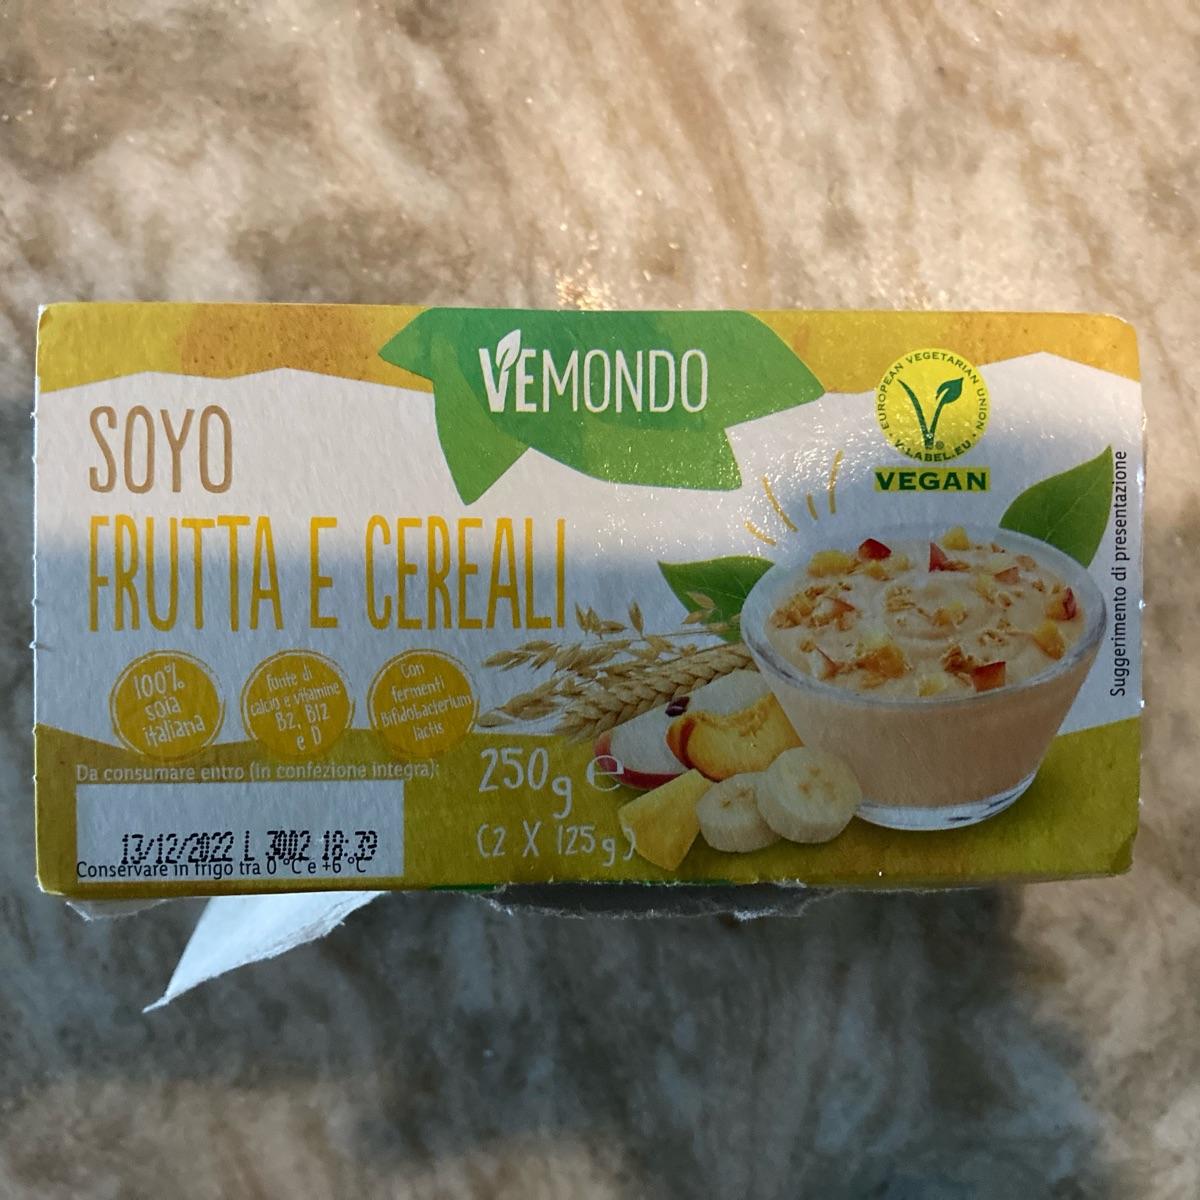 VEMONDO
SOYO
FRUTTA E CEREALI
100%
soia
italiana
Fonte di
calcio e vitamine
B2, B12
e D
Con
fermenti
Bifidobacterium
lactis
Da consumare entro (in confezione integra):
13/12/2022 L 3002 18:39
Conservare in frigo tra 0 °C e +6 °C
250g e
(2 X 125g)
EUROPEAN VEGETARIAN UNION
V-LABEL.EU
VEGAN
Suggerimento di presentazione